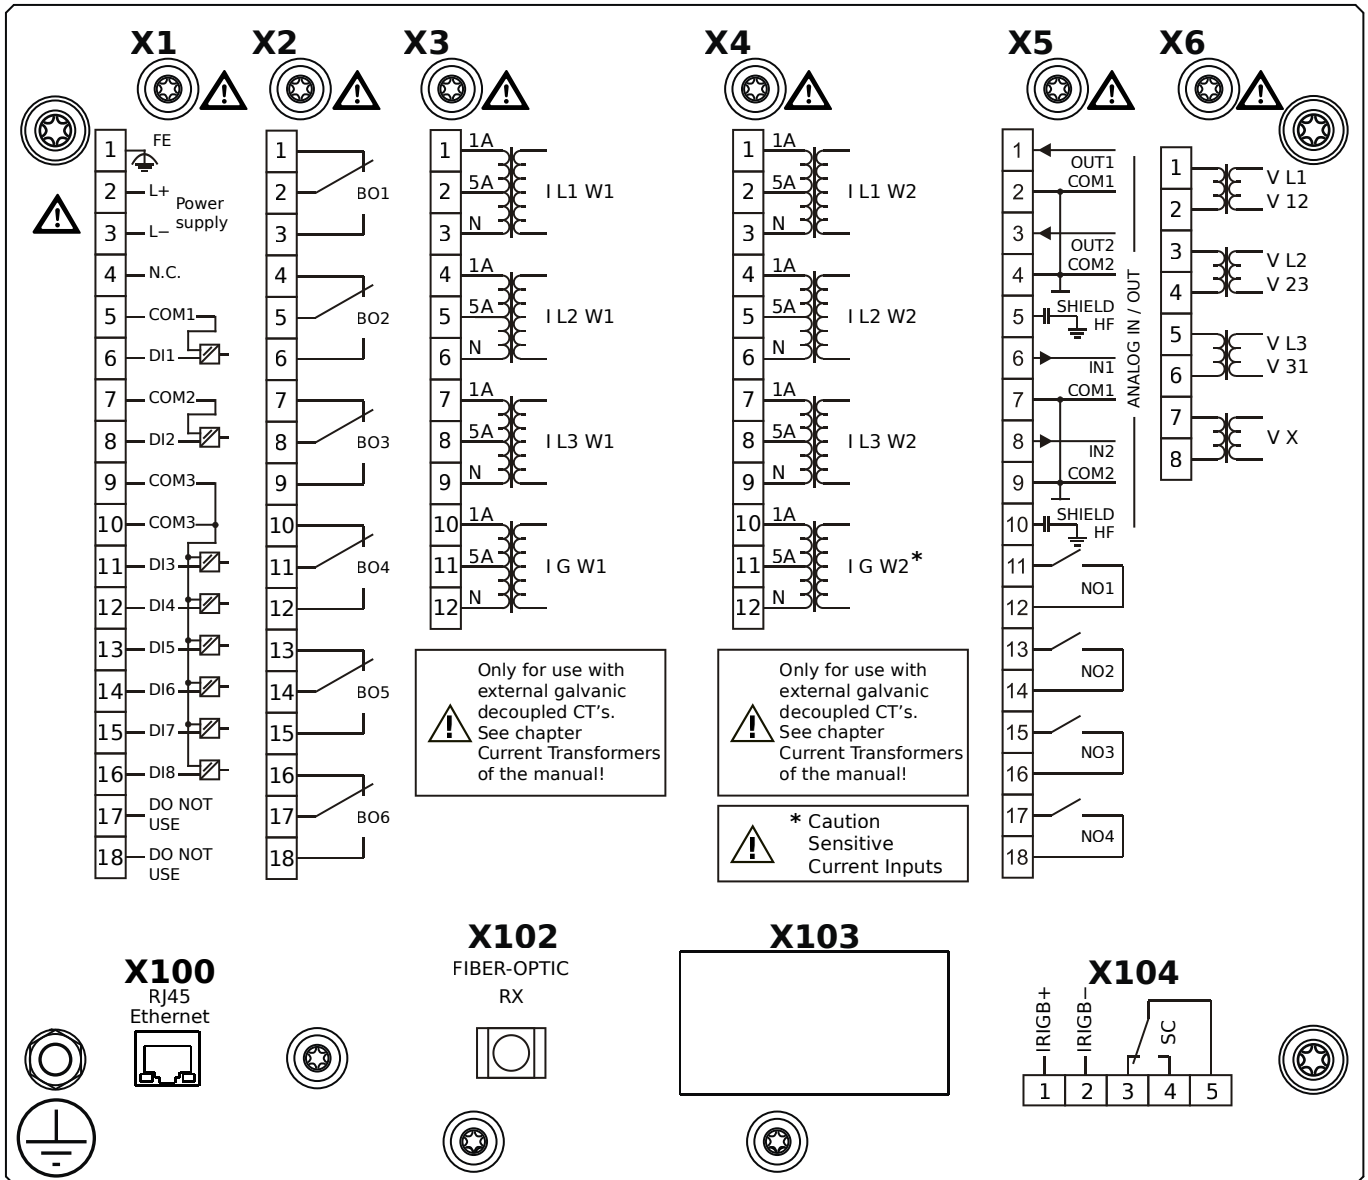 X1
X2
X3
X4
X5
X6
1
FE
2
L+
Power
supply
3
L−
4
N.C.
5
COM1
6
DI1
7
COM2
8
DI2
9
COM3
10
COM3
11
DI3
12
DI4
13
DI5
14
DI6
15
DI7
16
DI8
17
DO NOT
USE
18
DO NOT
USE
1
2
BO1
3
4
5
BO2
6
7
8
BO3
9
10
11
BO4
12
13
14
BO5
15
16
17
BO6
18
1
1A
2
5A
I L1 W1
3
N
4
1A
5
5A
I L2 W1
6
N
7
1A
8
5A
I L3 W1
9
N
10
1A
11
5A
I G W1
12
N
Only for use with
external galvanic
decoupled CT's.
See chapter
Current Transformers
of the manual!
1
1A
2
5A
I L1 W2
3
N
4
1A
5
5A
I L2 W2
6
N
7
1A
8
5A
I L3 W2
9
N
10
1A
11
5A
I G W2*
12
N
Only for use with
external galvanic
decoupled CT's.
See chapter
Current Transformers
of the manual!
* Caution
Sensitive
Current Inputs
1
OUT1
2
COM1
3
OUT2
4
COM2
5
SHIELD
HF
6
IN1
7
COM1
8
IN2
9
COM2
10
SHIELD
HF
ANALOG IN / OUT
11
NO1
12
13
NO2
14
15
NO3
16
17
NO4
18
1
V L1
2
V 12
3
V L2
4
V 23
5
V L3
6
V 31
7
V X
8
X100
RJ45
Ethernet
X102
FIBER-OPTIC
RX
X103
X104
IRIGB+
IRIGB−
SC
1 2 3 4 5